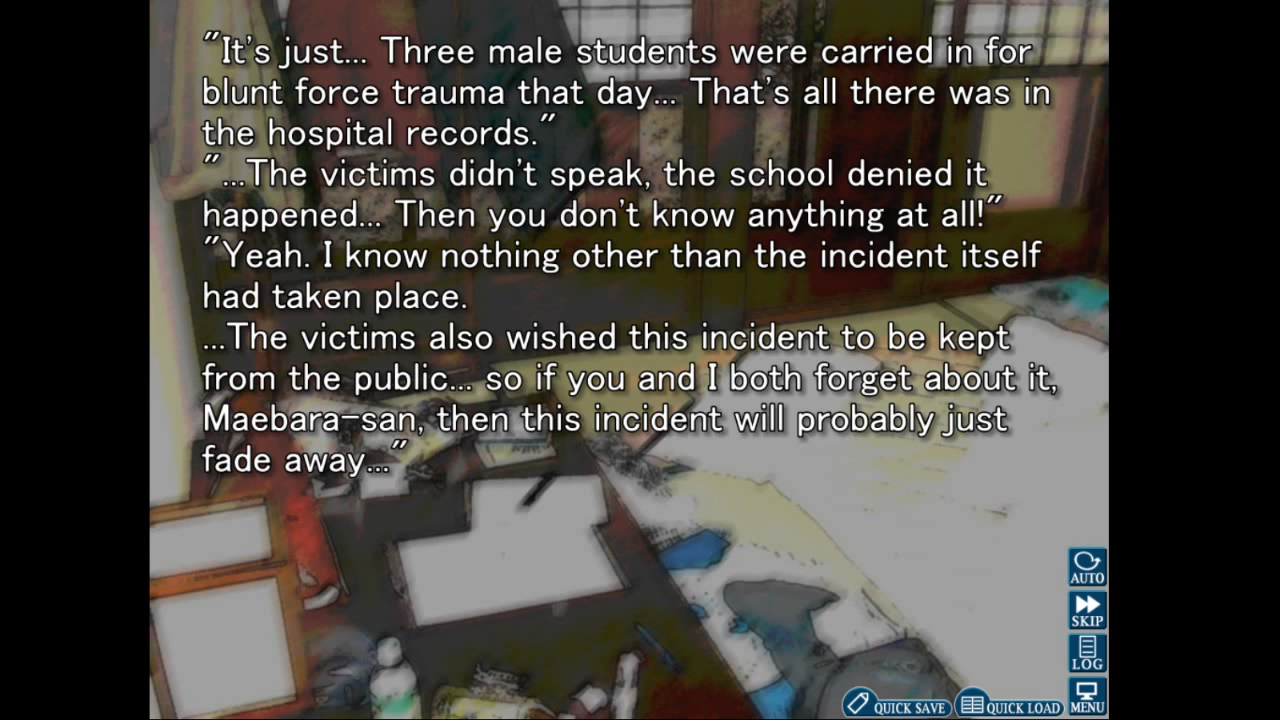 "It's just... Three male students were carried in for
blunt force trauma that day... That's all there was in
the hospital records."
"...The victims didn't speak, the school denied it
happened... Then you don't know anything at all!"
"Yeah. I know nothing other than the incident itself
had taken place.
...The victims also wished this incident to be kept
from the public... so if you and I both forget about it,
Maebara-san, then this incident will probably just
fade away..."
AUTO
SKIP
LOG
MENU
QUICK SAVE
QUICK LOAD